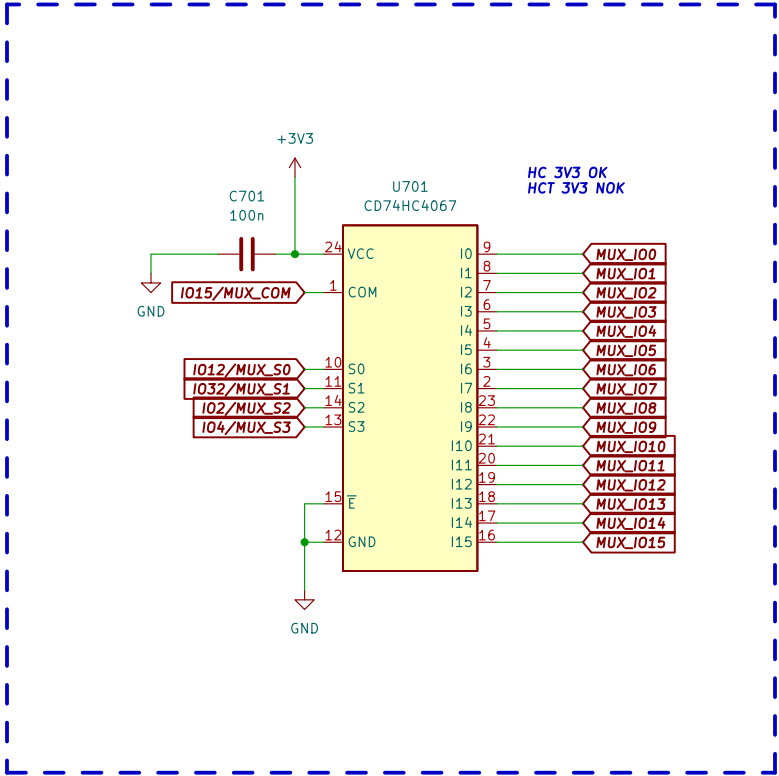 +3V3
HC 3V3 OK
HCT 3V3 NOK
C701
100n
U701
CD74HC4067
24 VCC
GND
IO15/MUX_COM 1 COM
IO12/MUX_S0 10 S0
IO32/MUX_S1 11 S1
IO2/MUX_S2 14 S2
IO4/MUX_S3 13 S3
15 E
12 GND
GND
I0 9 MUX_IO0
I1 8 MUX_IO1
I2 7 MUX_IO2
I3 6 MUX_IO3
I4 5 MUX_IO4
I5 4 MUX_IO5
I6 3 MUX_IO6
I7 2 MUX_IO7
I8 23 MUX_IO8
I9 22 MUX_IO9
I10 21 MUX_IO10
I11 20 MUX_IO11
I12 19 MUX_IO12
I13 18 MUX_IO13
I14 17 MUX_IO14
I15 16 MUX_IO15